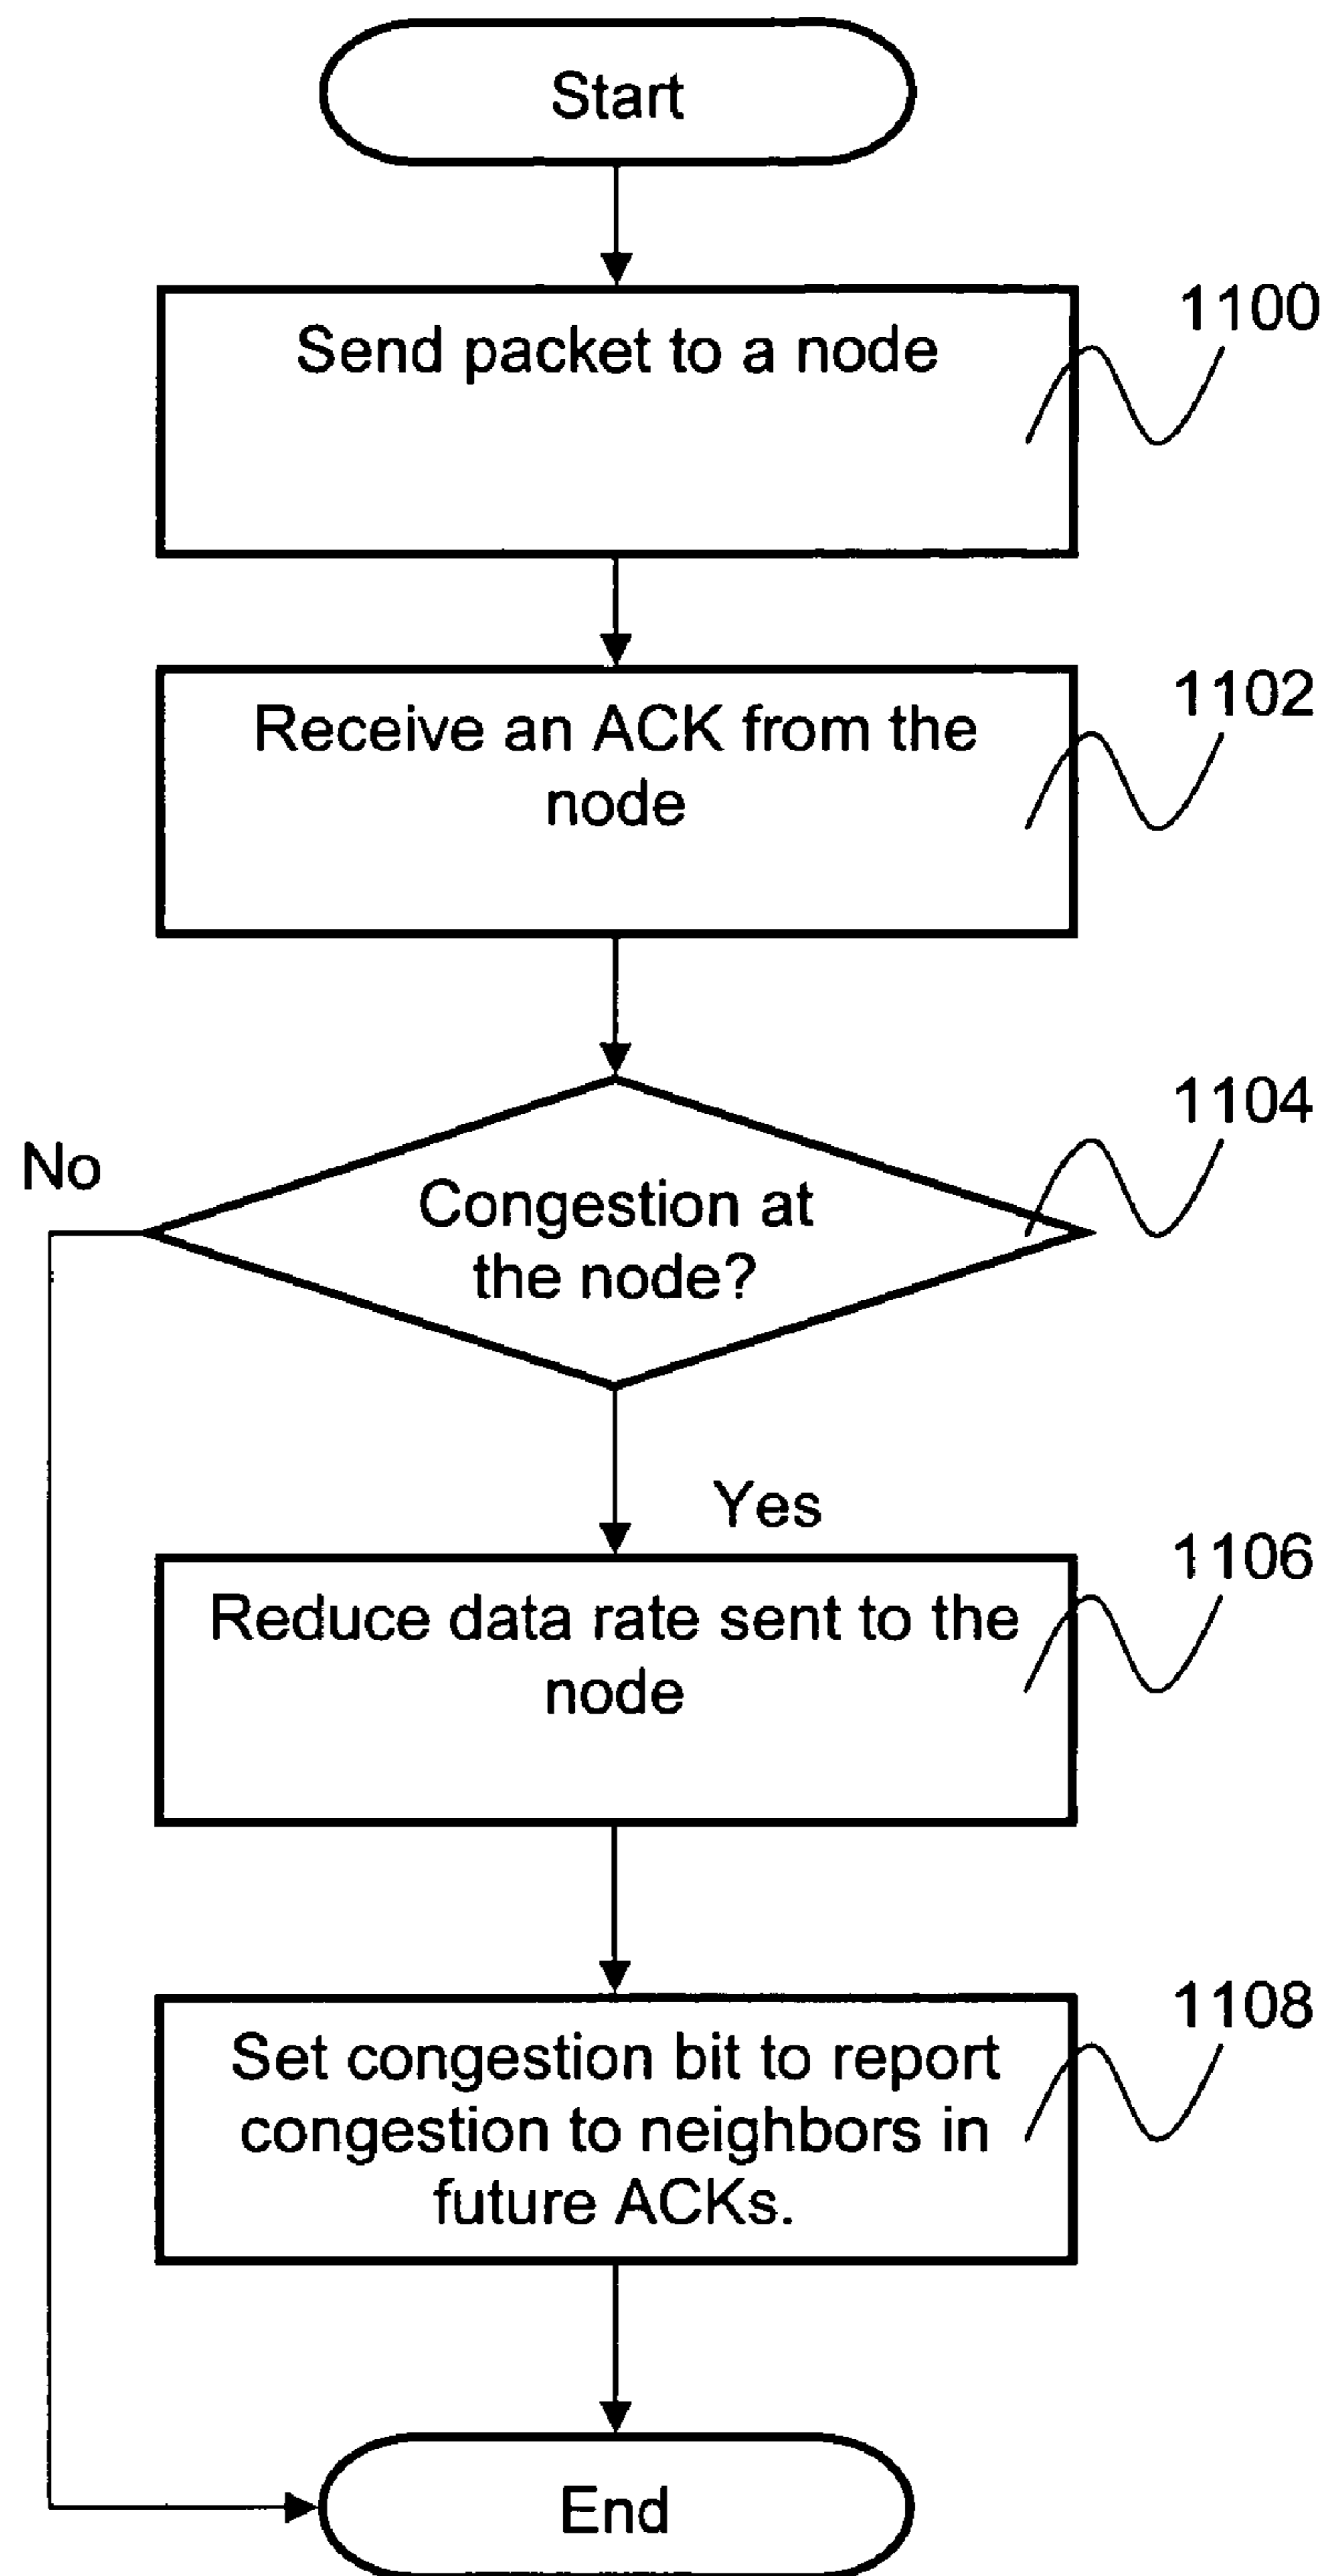 Start
Send packet to a node
1100
Receive an ACK from the
node
1102
1104
No
Congestion at
the node?
Yes
1106
Reduce data rate sent to the
node
1108
Set congestion bit to report
congestion to neighbors in
future ACKs.
End